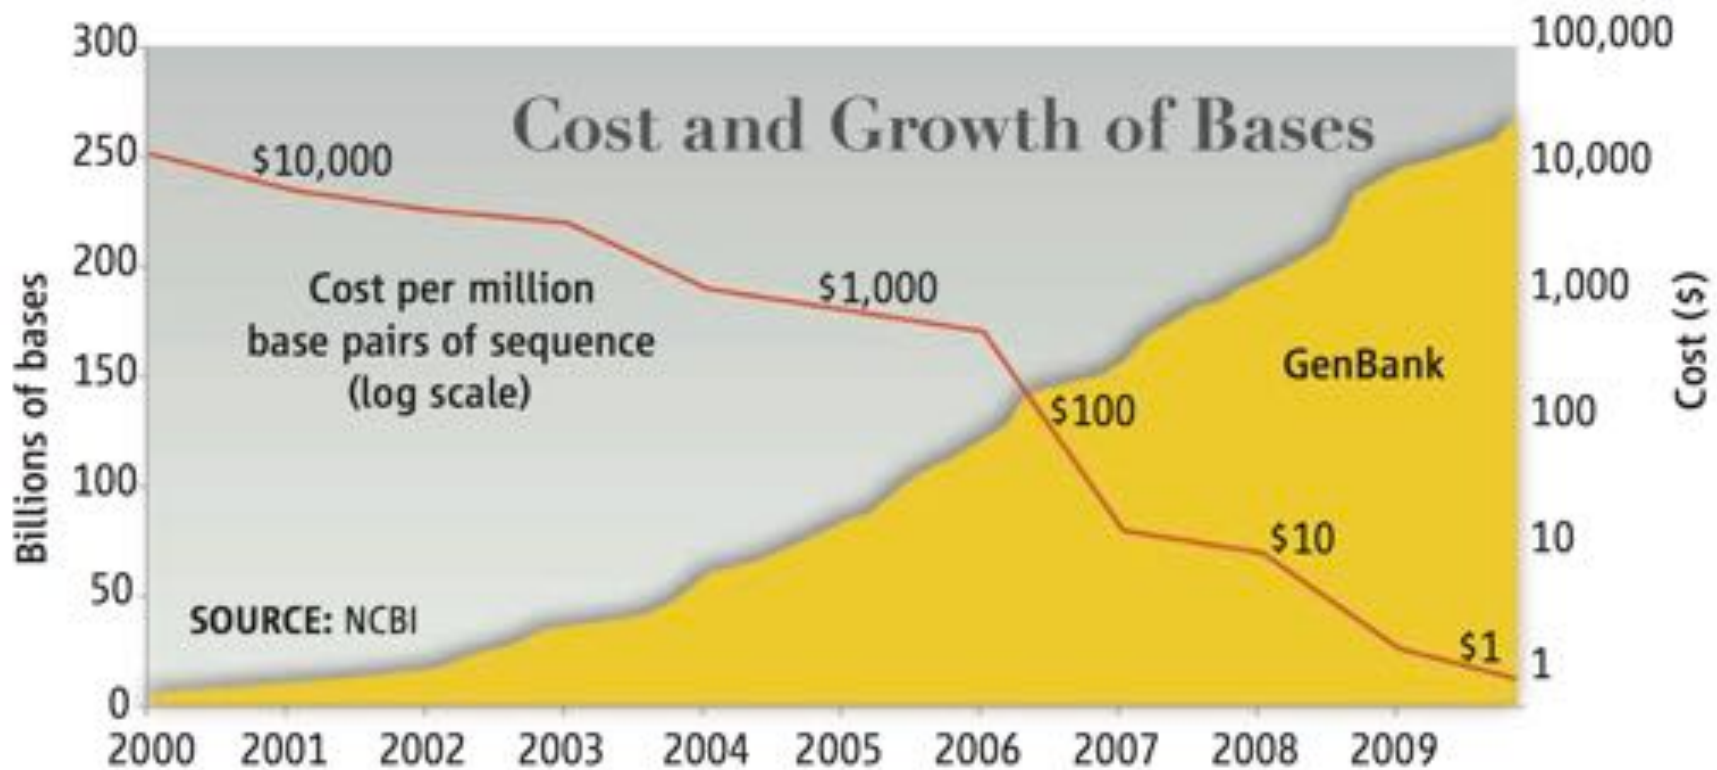 Cost and Growth of Bases
Billions of bases
300
250
200
150
100
50
0
$10,000
$1,000
$100
$10
$1
Cost per million
base pairs of sequence
(log scale)
GenBank
SOURCE: NCBI
100,000
10,000
1,000
100
10
1
Cost ($)
2000 2001 2002 2003 2004 2005 2006 2007 2008 2009